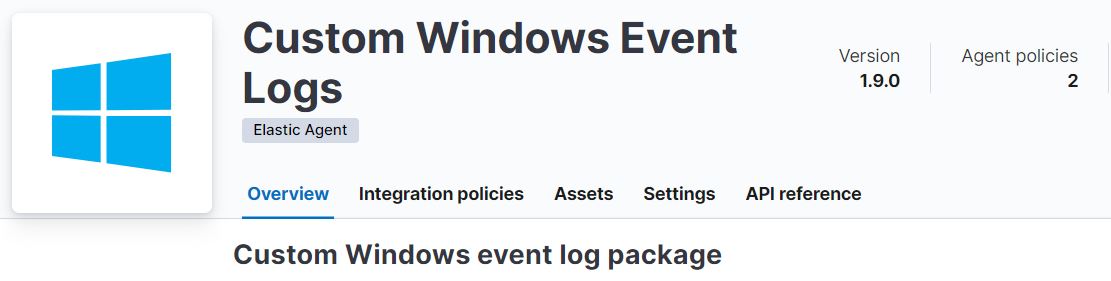 Custom Windows Event
Logs
Elastic Agent
Version
1.9.0
Agent policies
2
Overview Integration policies Assets Settings API reference
Custom Windows event log package